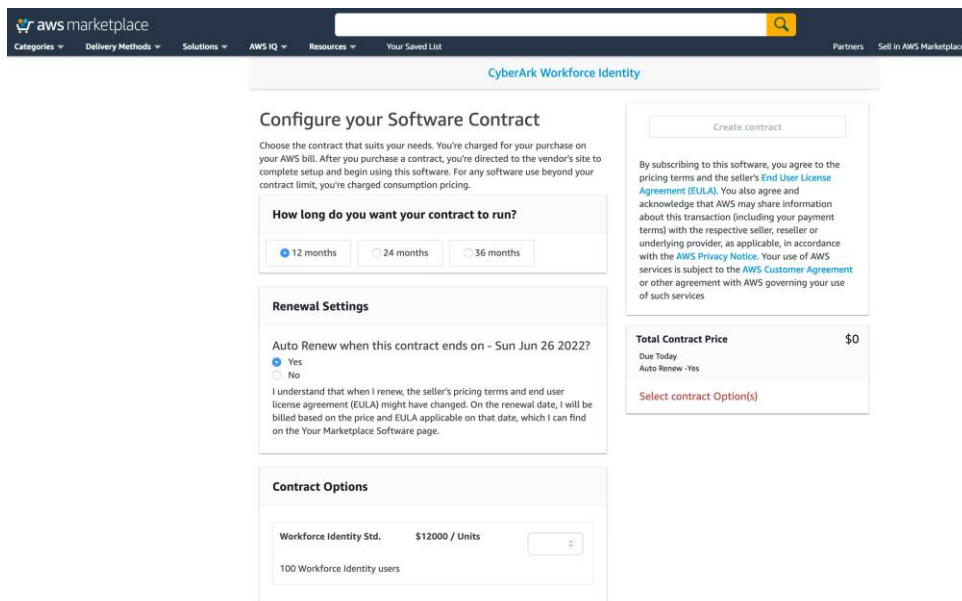 aws marketplace
Categories Delivery Methods Solutions AWS IQ Resources Your Saved List Partners Sell in AWS Marketplace
CyberArk Workforce Identity
Configure your Software Contract
Choose the contract that suits your needs. You're charged for your purchase on
your AWS bill. After you purchase a contract, you're directed to the vendor's site to
complete setup and begin using this software. For any software use beyond your
contract limit, you're charged consumption pricing.
How long do you want your contract to run?
12 months 24 months 36 months
Renewal Settings
Auto Renew when this contract ends on - Sun Jun 26 2022?
Yes
No
I understand that when I renew, the seller's pricing terms and end user
license agreement (EULA) might have changed. On the renewal date, I will be
billed based on the price and EULA applicable on that date, which I can find
on the Your Marketplace Software page.
Contract Options
Workforce Identity Std. $12000 / Units
100 Workforce Identity users
Create contract
By subscribing to this software, you agree to the
pricing terms and the seller's End User License
Agreement (EULA). You also agree and
acknowledge that AWS may share information
about this transaction (including your payment
terms) with the respective seller, reseller or
underlying provider, as applicable, in accordance
with the AWS Privacy Notice. Your use of AWS
services is subject to the AWS Customer Agreement
or other agreement with AWS governing your use
of such services
Total Contract Price $0
Due Today
Auto Renew -Yes
Select contract Option(s)